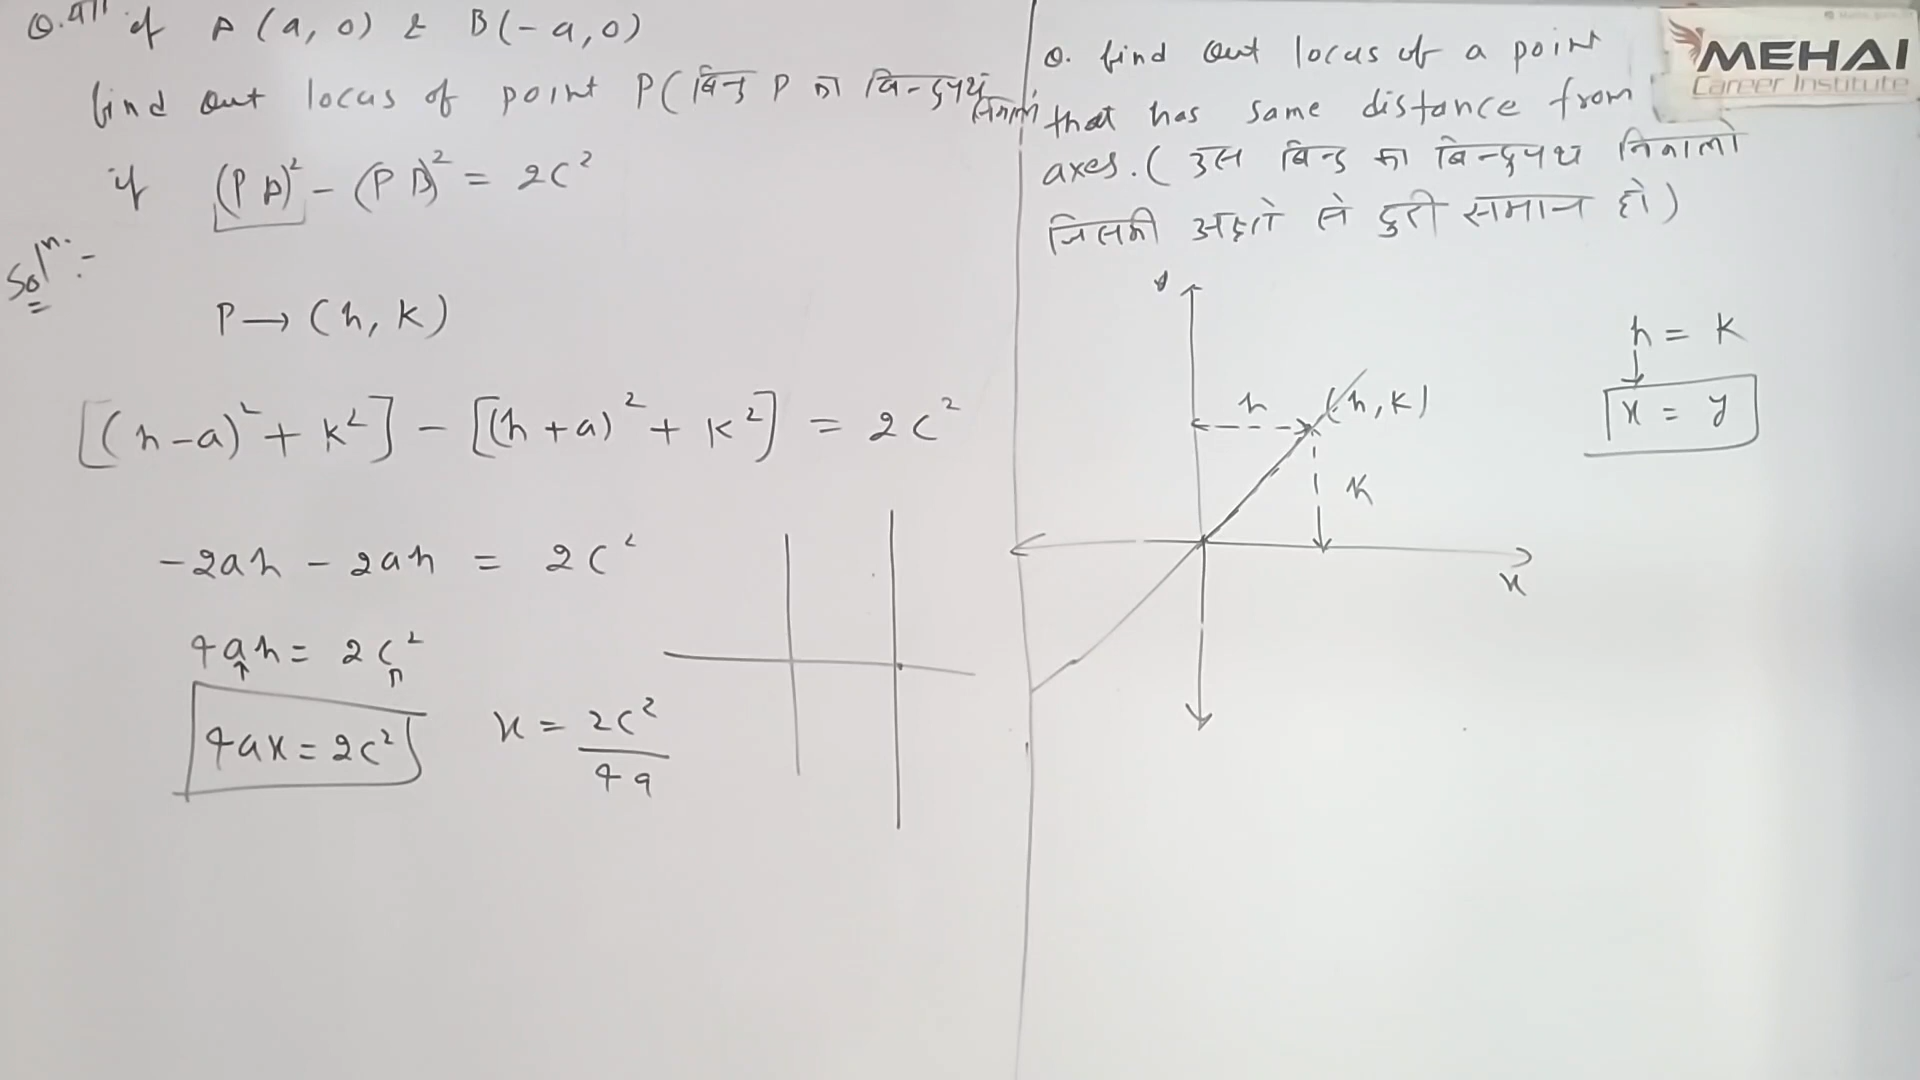 if A(a, 0) & B(-a, 0)
find out locus of point P(बिन्दु P का बिन्दुपथ
if (PA)² - (PB)² = 2c²
Solⁿ:-
P → (h, k)
[(h-a)² + k²] - [(h+a)² + k²] = 2c²
-2ah - 2ah = 2c²
4ah = 2c²
4ax = 2c²
x = 2c²/4a
Q. find out locus of a point
that has same distance from
axes. (उस बिन्दु का बिन्दुपथ निकालो
जिसकी अक्षो से दुरी समान हो)
h = k
x = y
(h, k)
h
k
x
MEHAI
Career Institute